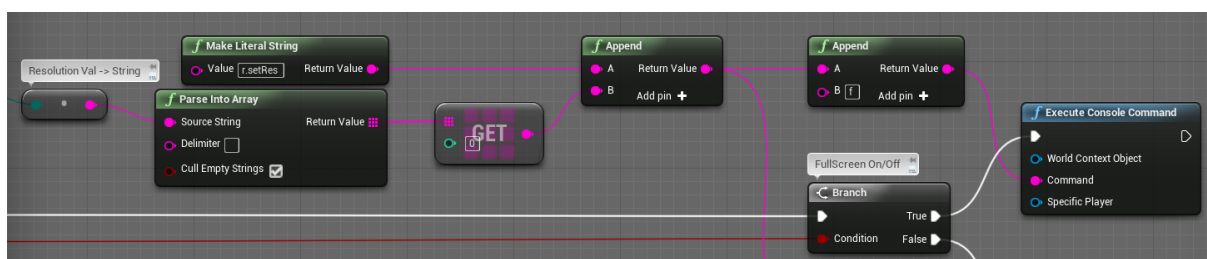 Resolution Val -> String
f Make Literal String
Value r.setRes Return Value
f Parse Into Array
Source String Return Value
Delimiter
Cull Empty Strings
GET
0
f Append
A Return Value
B Add pin +
f Append
A Return Value
B f Add pin +
FullScreen On/Off
Branch
True
Condition False
f Execute Console Command
World Context Object
Command
Specific Player